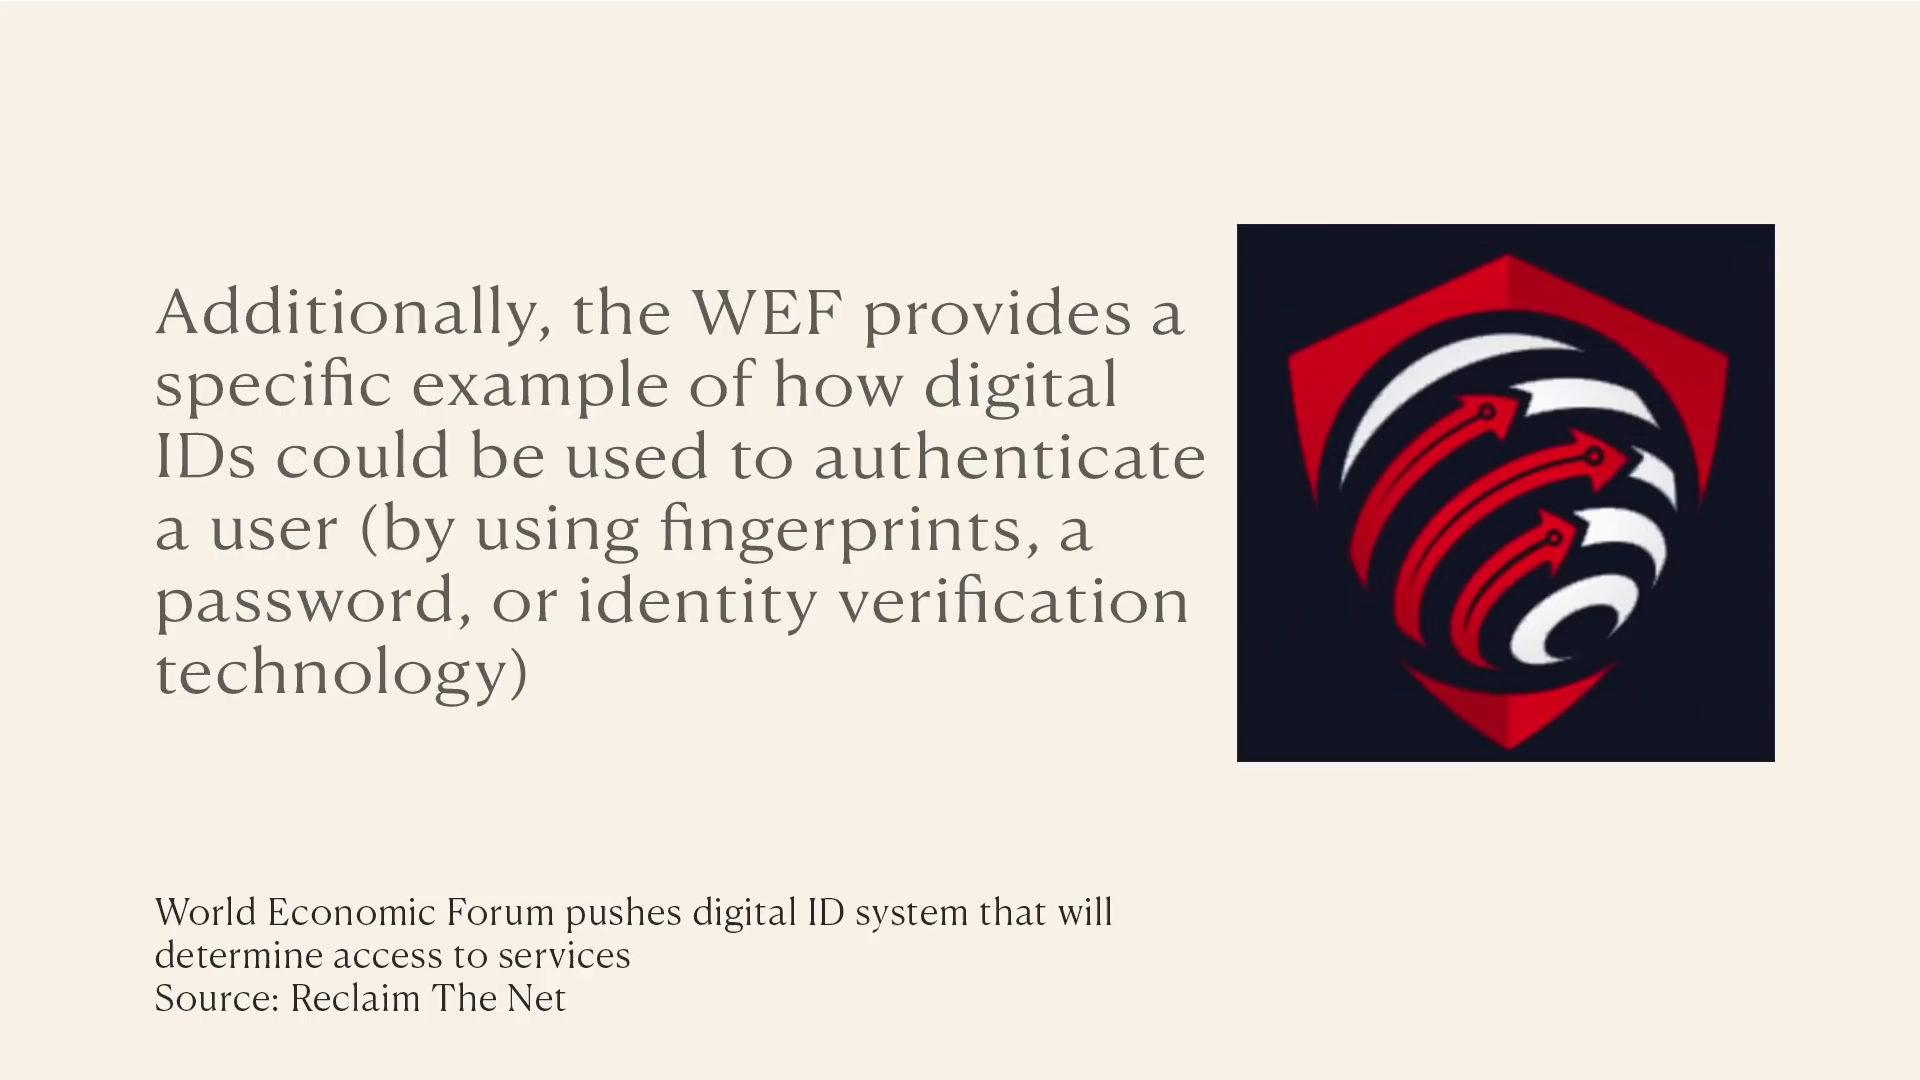 Additionally, the WEF provides a
specific example of how digital
IDs could be used to authenticate
a user (by using fingerprints, a
password, or identity verification
technology)
World Economic Forum pushes digital ID system that will
determine access to services
Source: Reclaim The Net